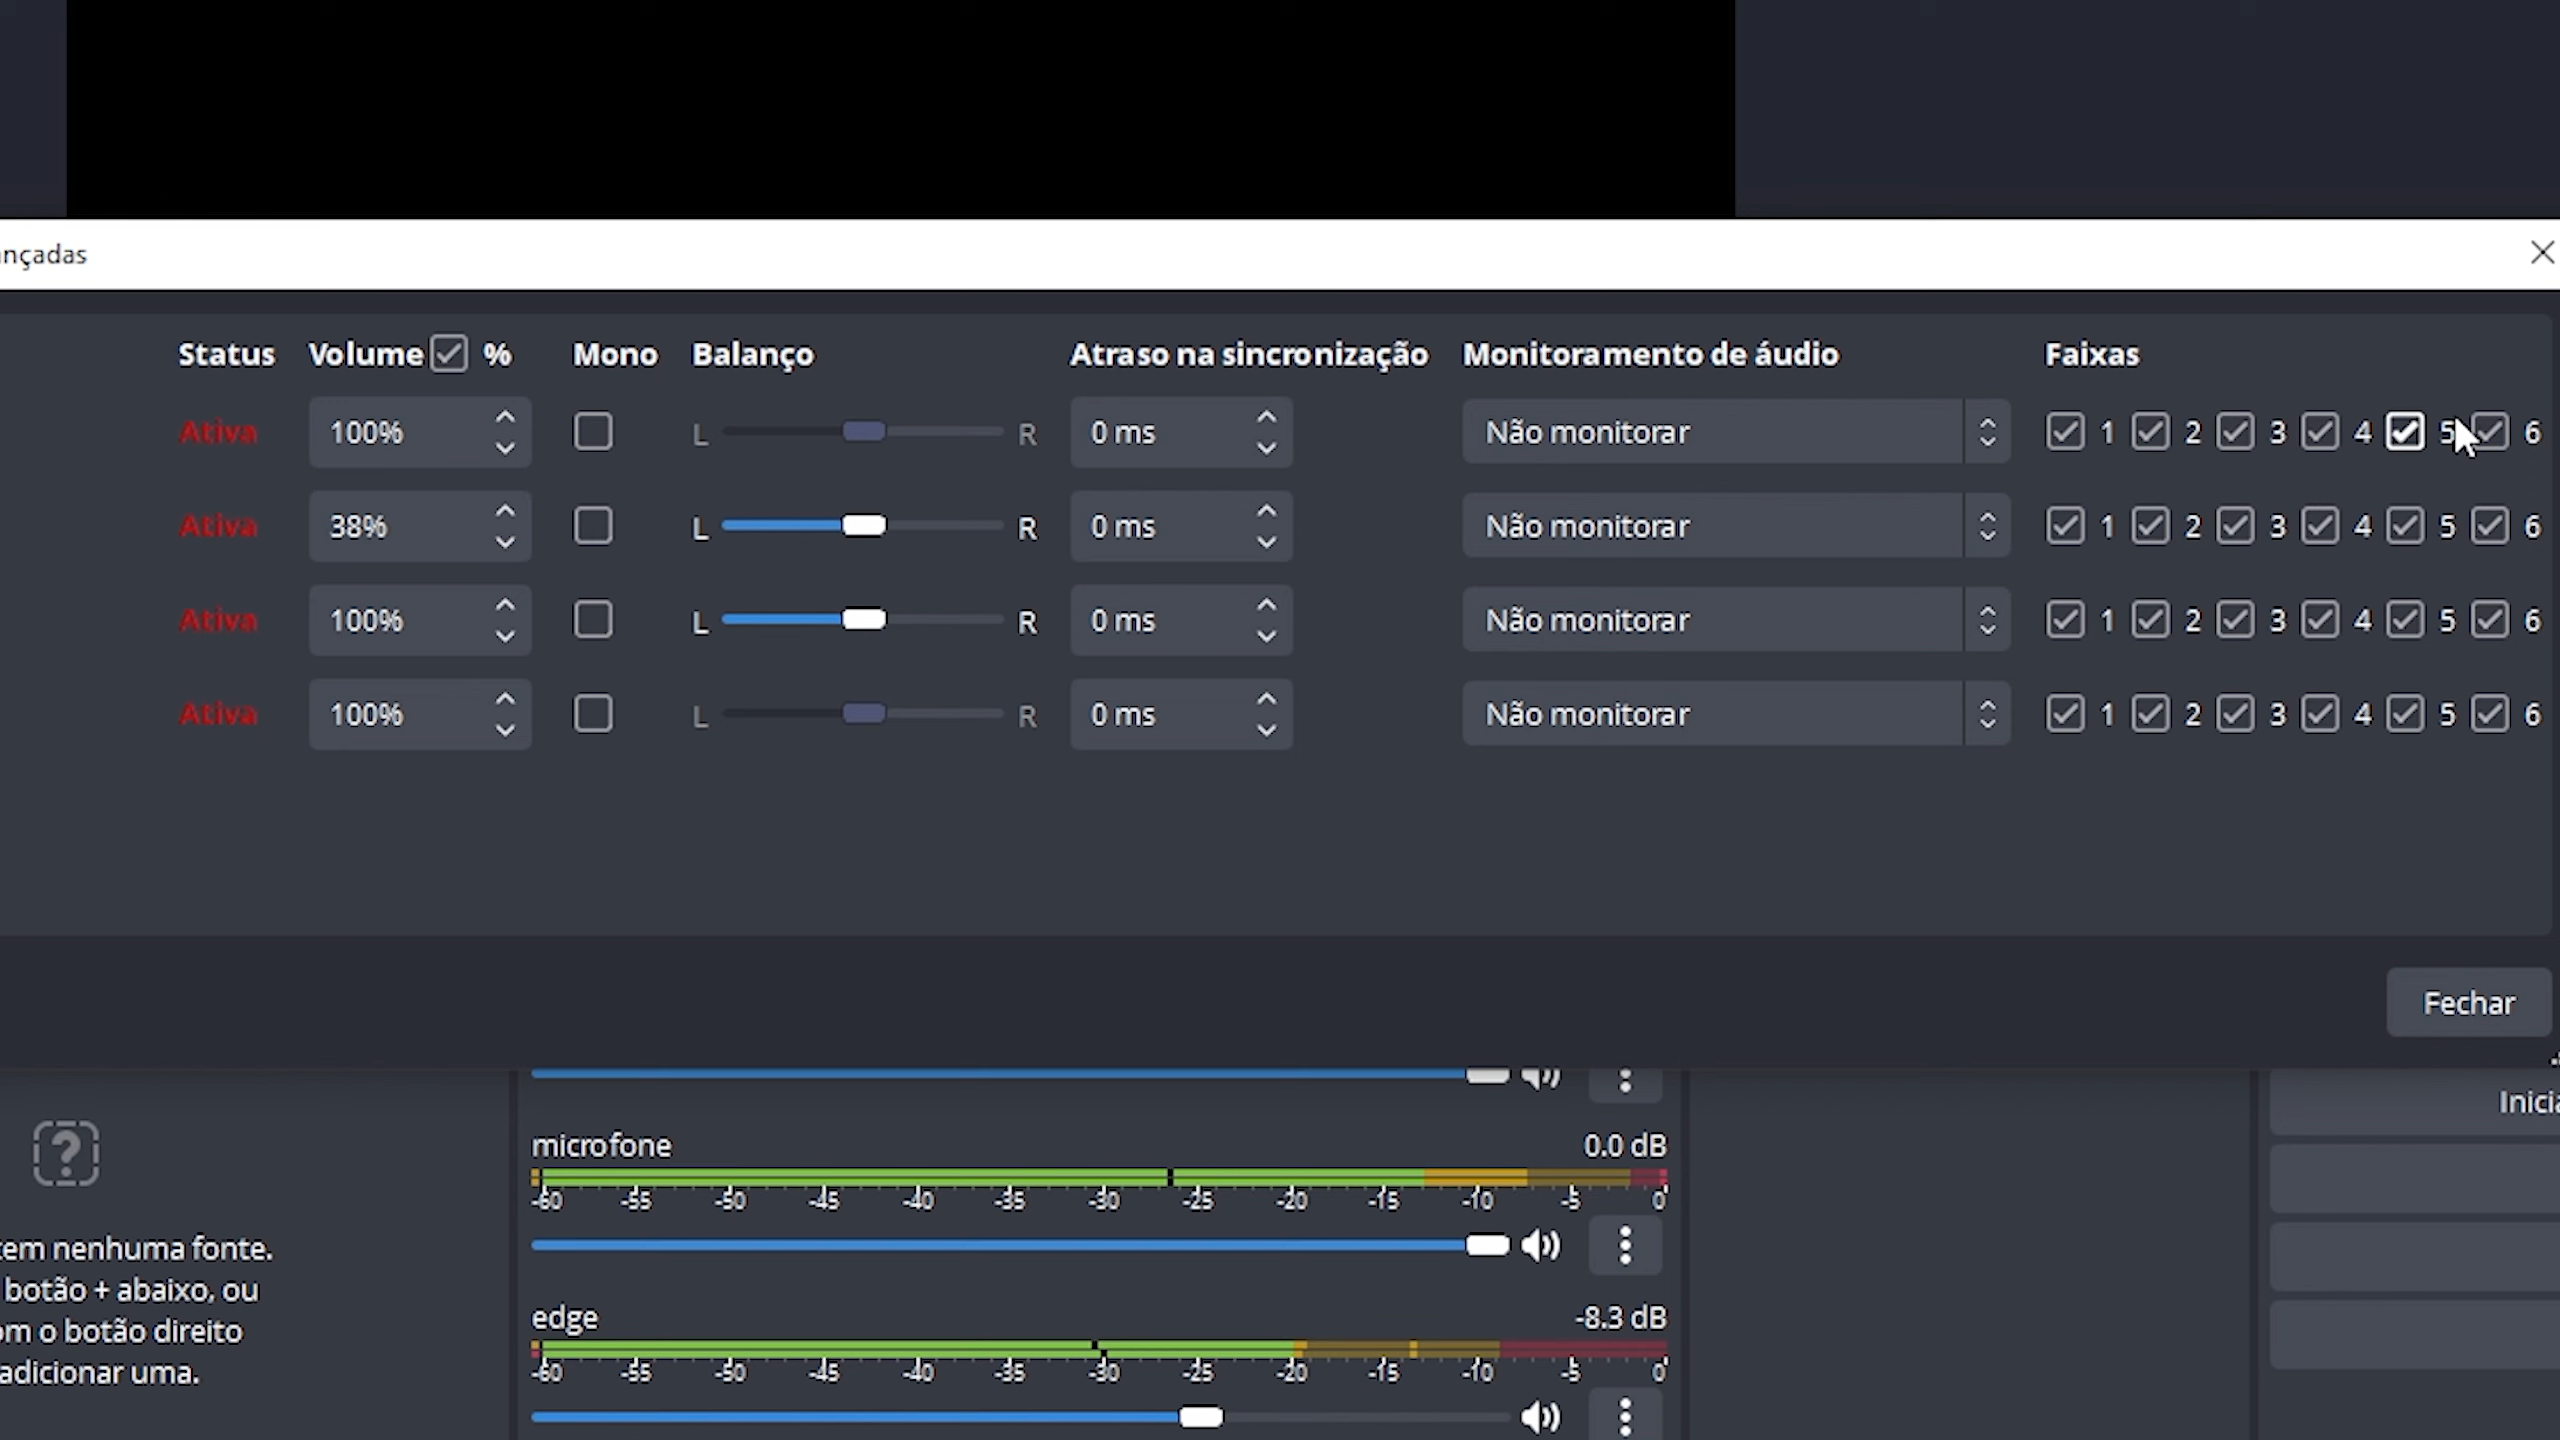 nçadas
Status Volume % Mono Balanço Atraso na sincronização Monitoramento de áudio Faixas
Ativa 100% L R 0 ms Não monitorar 1 2 3 4 5 6
Ativa 38% L R 0 ms Não monitorar 1 2 3 4 5 6
Ativa 100% L R 0 ms Não monitorar 1 2 3 4 5 6
Ativa 100% L R 0 ms Não monitorar 1 2 3 4 5 6
Fechar
Inicia
microfone 0.0 dB
-60 -55 -50 -45 -40 -35 -30 -25 -20 -15 -10 -5 0
tem nenhuma fonte.
botão + abaixo, ou
om o botão direito
adicionar uma.
edge -8.3 dB
-60 -55 -50 -45 -40 -35 -30 -25 -20 -15 -10 -5 0